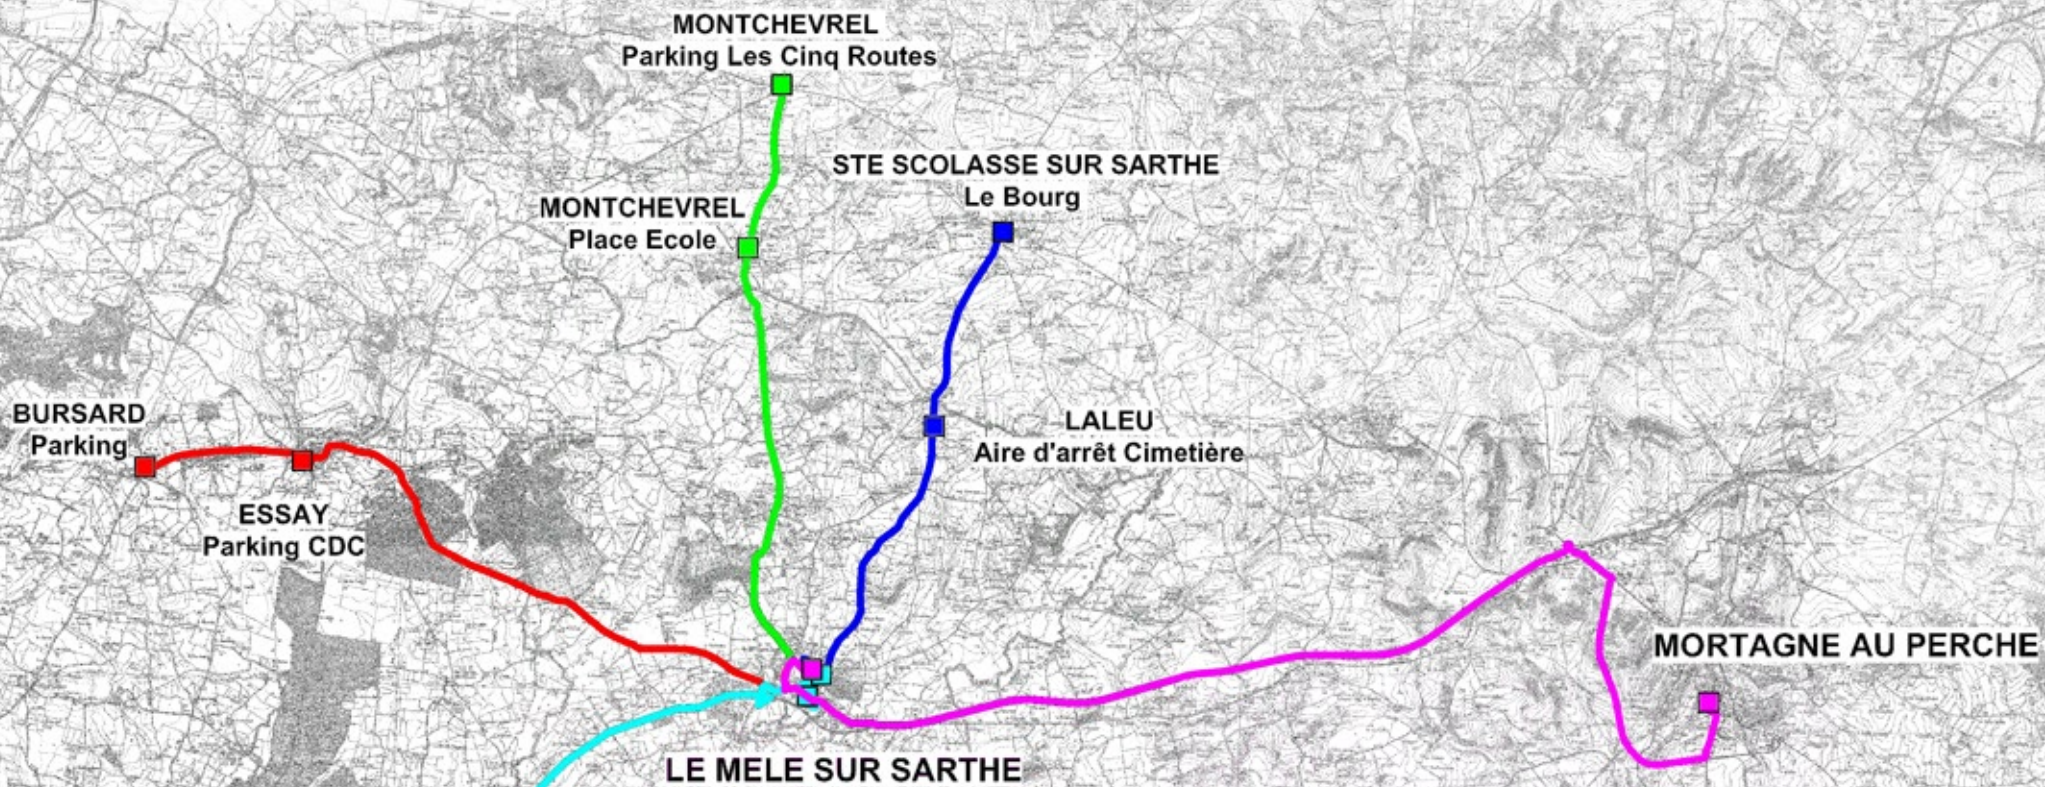 MONTCHEVREL
Parking Les Cinq Routes
STE SCOLASSE SUR SARTHE
Le Bourg
MONTCHEVREL
Place Ecole
BURSARD
Parking
LALEU
Aire d'arrêt Cimetière
ESSAY
Parking CDC
MORTAGNE AU PERCHE
LE MELE SUR SARTHE